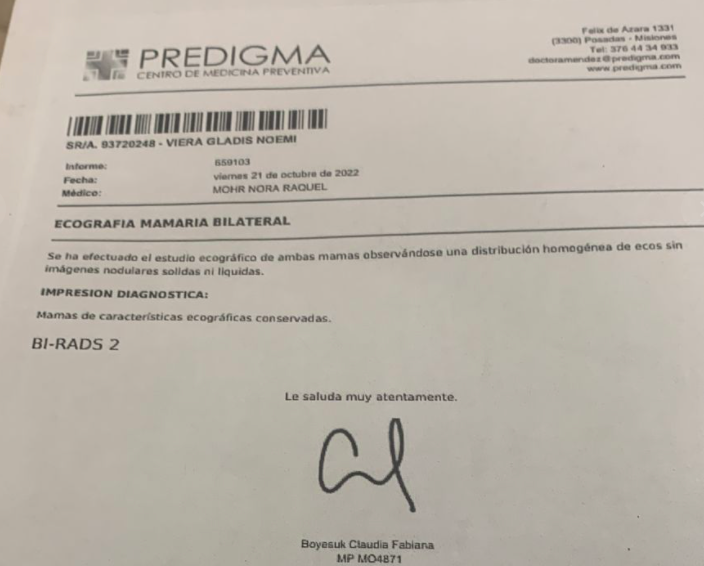 PREDIGMA
CENTRO DE MEDICINA PREVENTIVA
Felix de Azara 1331
(3300) Posadas - Misiones
Tel: 376 44 34 933
doctoramendez@predigma.com
www.predigma.com
SR/A. 93720248 - VIERA GLADIS NOEMI
Informe: 659103
Fecha: viernes 21 de octubre de 2022
Médico: MOHR NORA RAQUEL
ECOGRAFIA MAMARIA BILATERAL
Se ha efectuado el estudio ecográfico de ambas mamas observándose una distribución homogénea de ecos sin
imágenes nodulares solidas ni liquidas.
IMPRESION DIAGNOSTICA:
Mamas de características ecográficas conservadas.
BI-RADS 2
Le saluda muy atentamente.
Boyesuk Claudia Fabiana
MP MO4871